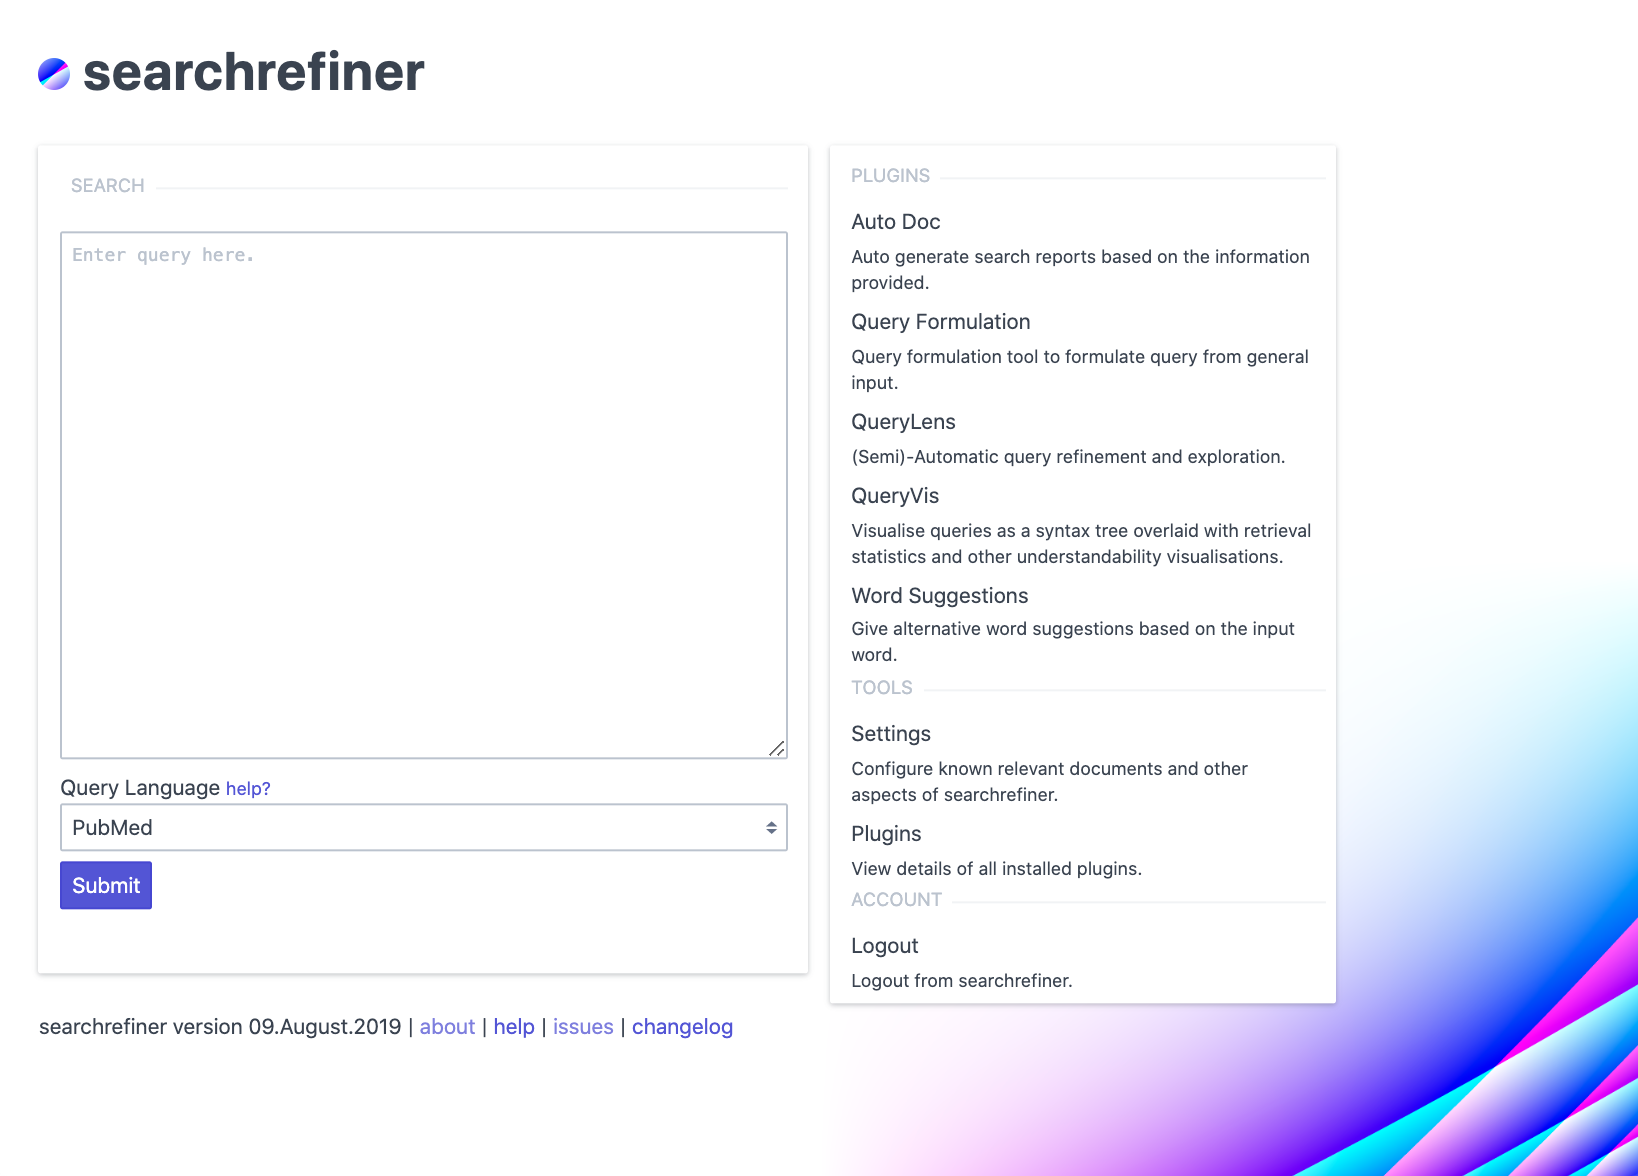 searchrefiner
SEARCH
Enter query here.
Query Language help?
PubMed
Submit
PLUGINS
Auto Doc
Auto generate search reports based on the information
provided.
Query Formulation
Query formulation tool to formulate query from general
input.
QueryLens
(Semi)-Automatic query refinement and exploration.
QueryVis
Visualise queries as a syntax tree overlaid with retrieval
statistics and other understandability visualisations.
Word Suggestions
Give alternative word suggestions based on the input
word.
TOOLS
Settings
Configure known relevant documents and other
aspects of searchrefiner.
Plugins
View details of all installed plugins.
ACCOUNT
Logout
Logout from searchrefiner.
searchrefiner version 09.August.2019 | about | help | issues | changelog